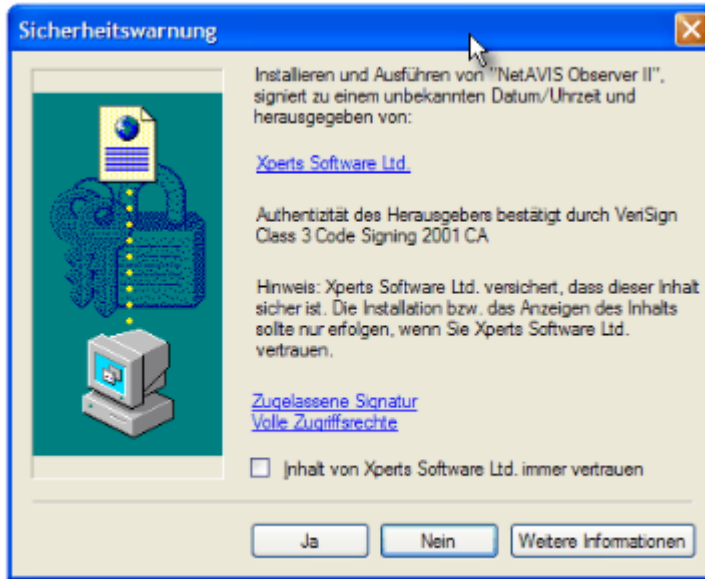 Sicherheitswarnung
Installieren und Ausführen von "NetAVIS Observer II",
signiert zu einem unbekannten Datum/Uhrzeit und
herausgegeben von:
Xperts Software Ltd.
Authentizität des Herausgebers bestätigt durch VeriSign
Class 3 Code Signing 2001 CA
Hinweis: Xperts Software Ltd. versichert, dass dieser Inhalt
sicher ist. Die Installation bzw. das Anzeigen des Inhalts
sollte nur erfolgen, wenn Sie Xperts Software Ltd.
vertrauen.
Zugelassene Signatur
Volle Zugriffsrechte
Inhalt von Xperts Software Ltd. immer vertrauen
Ja
Nein
Weitere Informationen